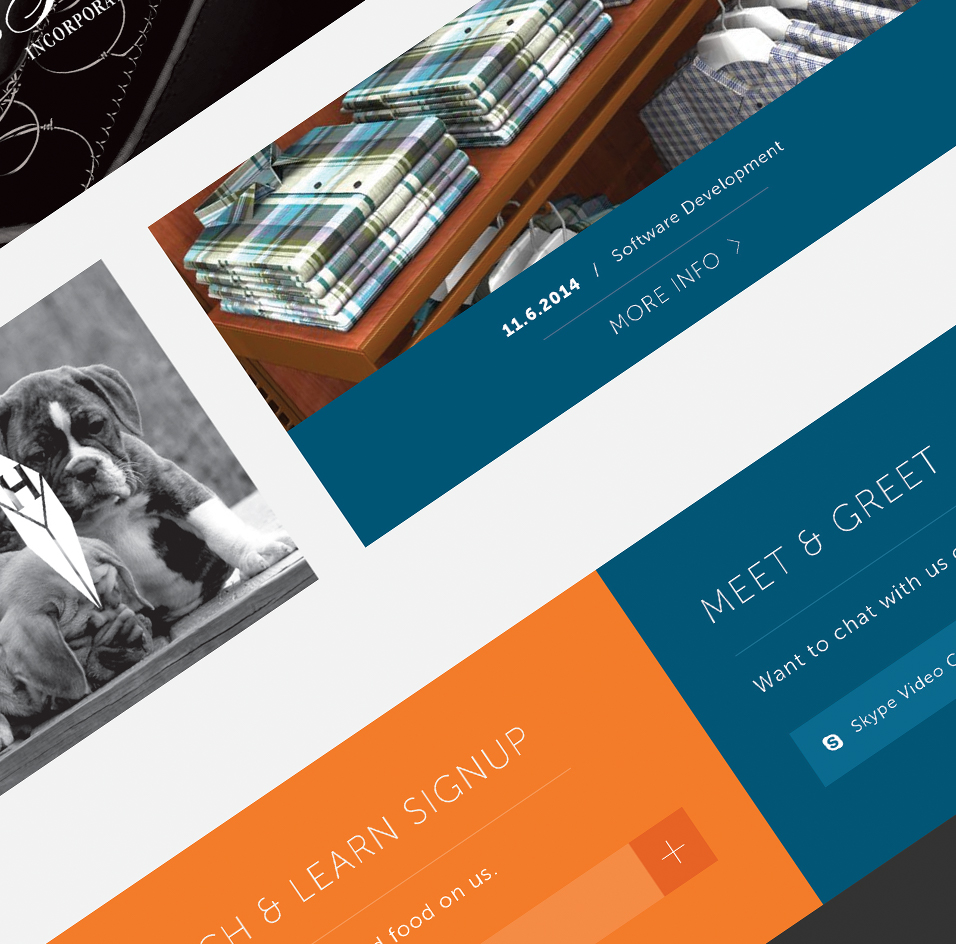 INCORPORA
11.6.2014 / Software Development
MORE INFO >
H
MEET & GREET
Want to chat with us
Skype Video C
CH & LEARN SIGNUP
d food on us.
+